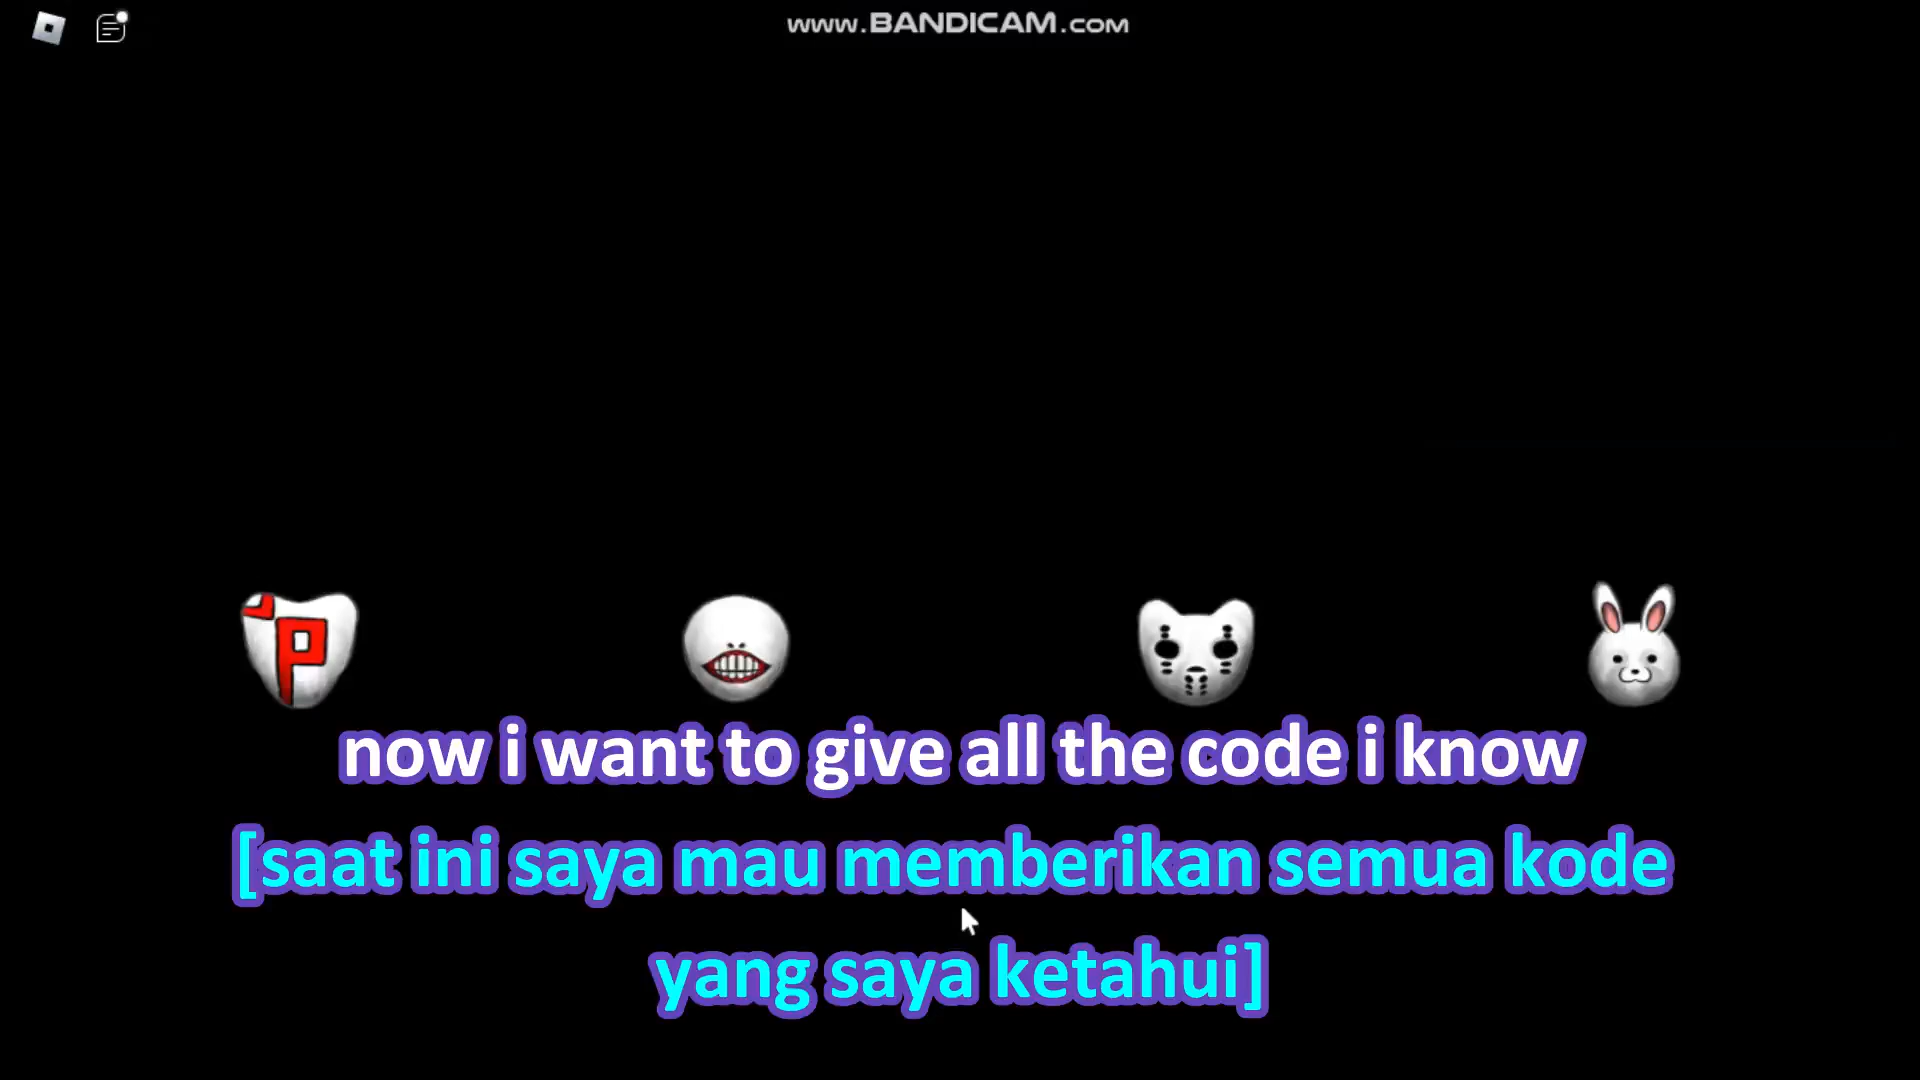 www.BANDICAM.com
now i want to give all the code i know
[saat ini saya mau memberikan semua kode
yang saya ketahui]